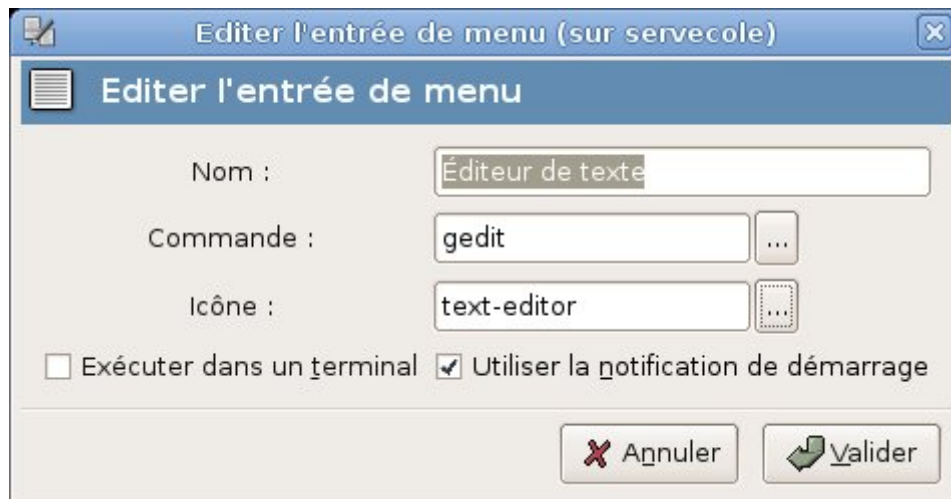 Editer l'entrée de menu (sur servecole)
Editer l'entrée de menu
Nom : Éditeur de texte
Commande : gedit ...
Icône : text-editor ...
Exécuter dans un terminal Utiliser la notification de démarrage
Annuler Valider